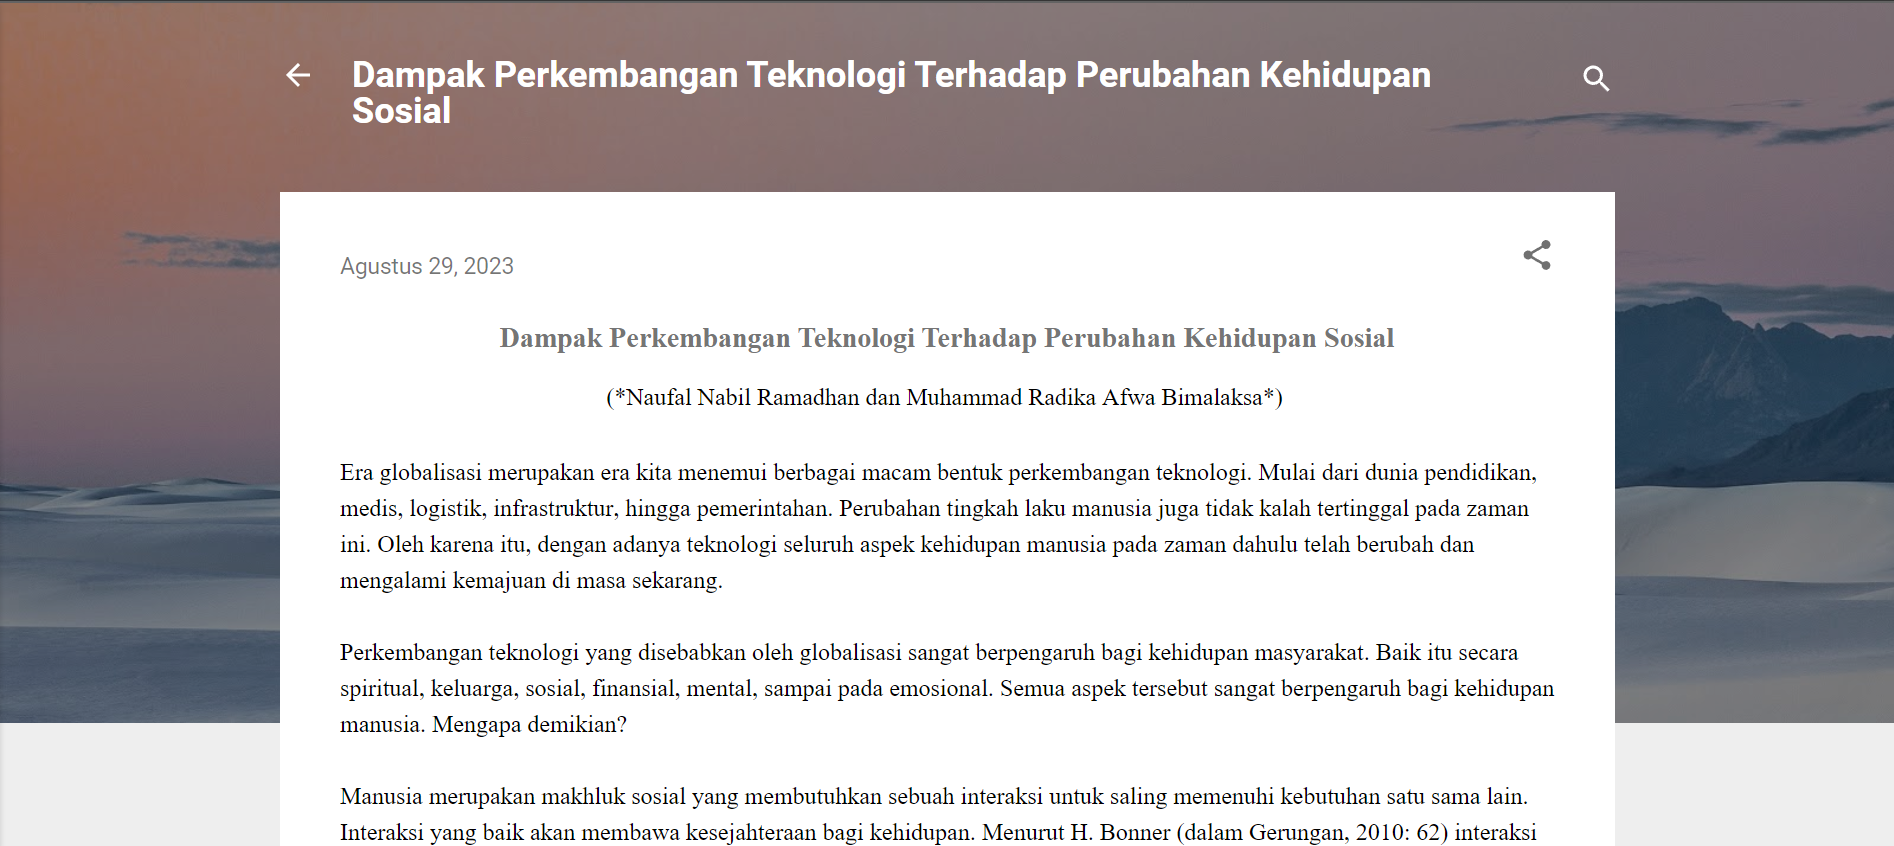 Dampak Perkembangan Teknologi Terhadap Perubahan Kehidupan
Sosial
Agustus 29, 2023
Dampak Perkembangan Teknologi Terhadap Perubahan Kehidupan Sosial
(*Naufal Nabil Ramadhan dan Muhammad Radika Afwa Bimalaksa*)
Era globalisasi merupakan era kita menemui berbagai macam bentuk perkembangan teknologi. Mulai dari dunia pendidikan,
medis, logistik, infrastruktur, hingga pemerintahan. Perubahan tingkah laku manusia juga tidak kalah tertinggal pada zaman
ini. Oleh karena itu, dengan adanya teknologi seluruh aspek kehidupan manusia pada zaman dahulu telah berubah dan
mengalami kemajuan di masa sekarang.
Perkembangan teknologi yang disebabkan oleh globalisasi sangat berpengaruh bagi kehidupan masyarakat. Baik itu secara
spiritual, keluarga, sosial, finansial, mental, sampai pada emosional. Semua aspek tersebut sangat berpengaruh bagi kehidupan
manusia. Mengapa demikian?
Manusia merupakan makhluk sosial yang membutuhkan sebuah interaksi untuk saling memenuhi kebutuhan satu sama lain.
Interaksi yang baik akan membawa kesejahteraan bagi kehidupan. Menurut H. Bonner (dalam Gerungan, 2010: 62) interaksi